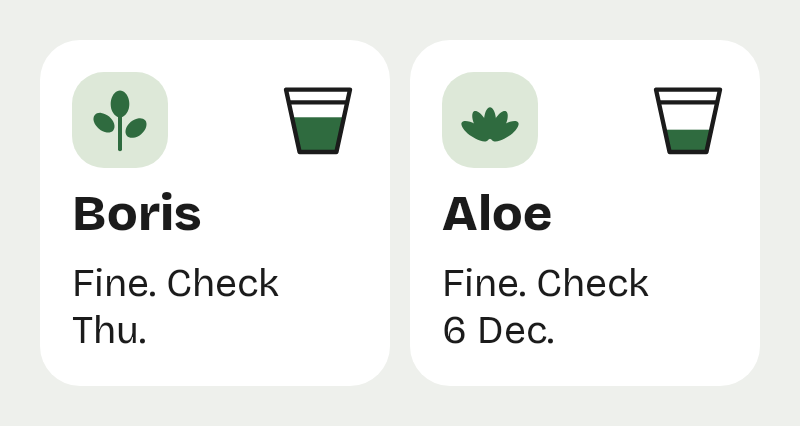 Boris
Fine. Check
Thu.
Aloe
Fine. Check
6 Dec.